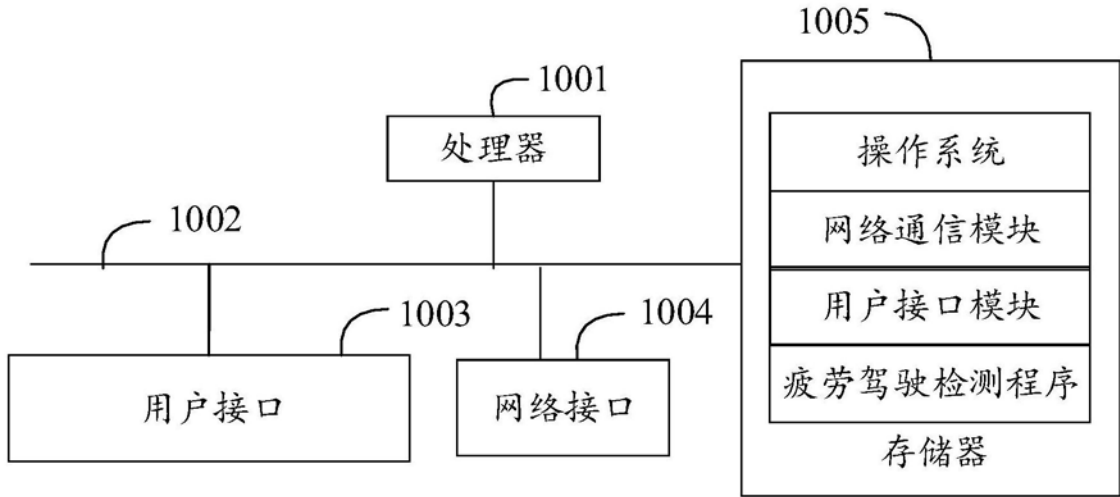 1005
1001
处理器
操作系统
1002
网络通信模块
用户接口模块
1003
1004
用户接口
网络接口
疲劳驾驶检测程序
存储器